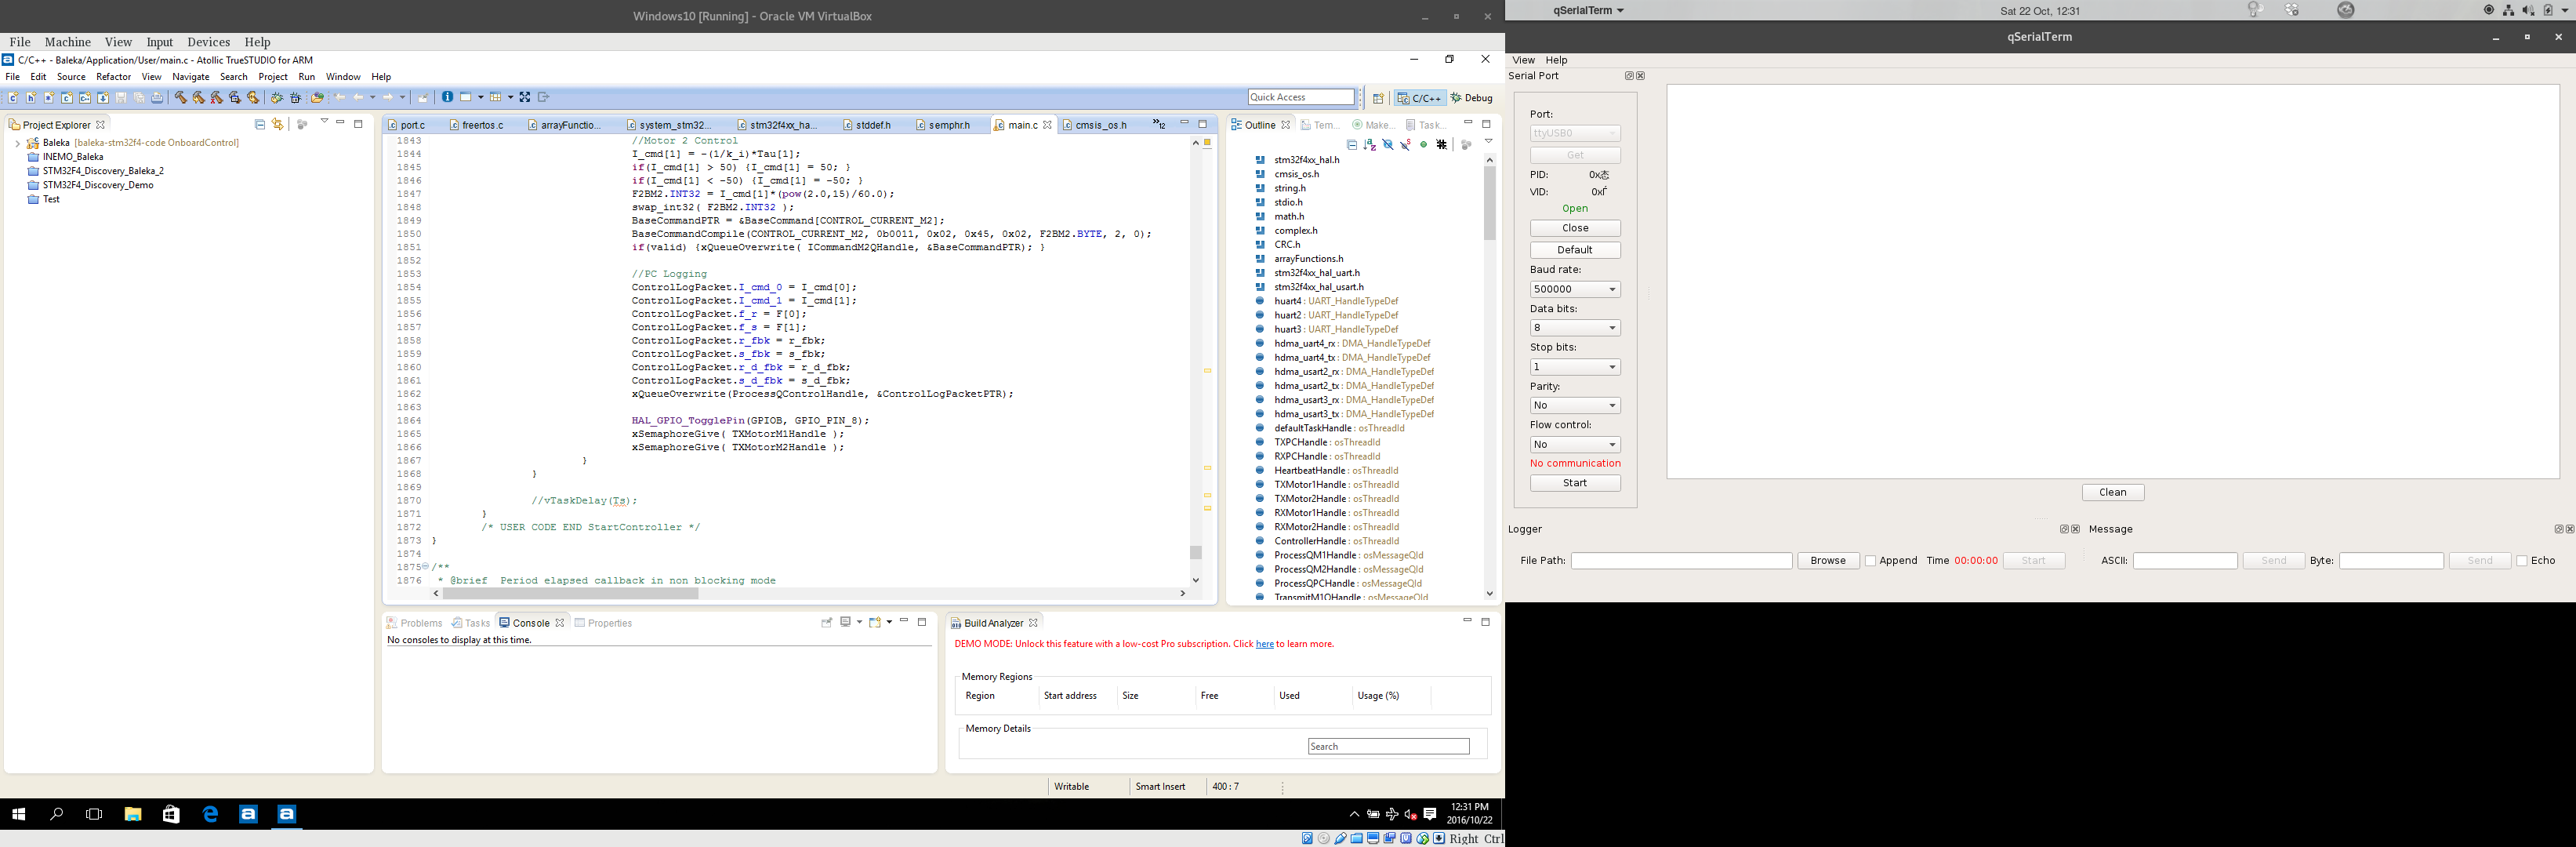 Windows10 [Running] - Oracle VM VirtualBox
File Machine View Input Devices Help
C/C++ - Baleka/Application/User/main.c - Atollic TrueSTUDIO for ARM
File Edit Source Refactor View Navigate Search Project Run Window Help
Quick Access
C/C++ Debug
Project Explorer
Baleka [baleka-stm32f4-code OnboardControl]
INEMO_Baleka
STM32F4_Discovery_Baleka_2
STM32F4_Discovery_Demo
Test
port.c freertos.c arrayFunctio... system_stm32... stm32f4xx_ha... stddef.h semphr.h main.c cmsis_os.h »12
1843 //Motor 2 Control
1844 I_cmd[1] = -(1/k_i)*Tau[1];
1845 if(I_cmd[1] > 50) {I_cmd[1] = 50; }
1846 if(I_cmd[1] < -50) {I_cmd[1] = -50; }
1847 F2BM2.INT32 = I_cmd[1]*(pow(2.0,15)/60.0);
1848 swap_int32( F2BM2.INT32 );
1849 BaseCommandPTR = &BaseCommand[CONTROL_CURRENT_M2];
1850 BaseCommandCompile(CONTROL_CURRENT_M2, 0b0011, 0x02, 0x45, 0x02, F2BM2.BYTE, 2, 0);
1851 if(valid) {xQueueOverwrite( ICommandM2QHandle, &BaseCommandPTR); }
1852
1853 //PC Logging
1854 ControlLogPacket.I_cmd_0 = I_cmd[0];
1855 ControlLogPacket.I_cmd_1 = I_cmd[1];
1856 ControlLogPacket.f_r = F[0];
1857 ControlLogPacket.f_s = F[1];
1858 ControlLogPacket.r_fbk = r_fbk;
1859 ControlLogPacket.s_fbk = s_fbk;
1860 ControlLogPacket.r_d_fbk = r_d_fbk;
1861 ControlLogPacket.s_d_fbk = s_d_fbk;
1862 xQueueOverwrite(ProcessQControlHandle, &ControlLogPacketPTR);
1863
1864 HAL_GPIO_TogglePin(GPIOB, GPIO_PIN_8);
1865 xSemaphoreGive( TXMotorM1Handle );
1866 xSemaphoreGive( TXMotorM2Handle );
1867 }
1868 }
1869
1870 //vTaskDelay(Ts);
1871 }
1872 /* USER CODE END StartController */
1873 }
1874
1875 /**
1876 * @brief Period elapsed callback in non blocking mode
Outline Tem... Make... Task...
stm32f4xx_hal.h
cmsis_os.h
string.h
stdio.h
math.h
complex.h
CRC.h
arrayFunctions.h
stm32f4xx_hal_uart.h
stm32f4xx_hal_usart.h
huart4 : UART_HandleTypeDef
huart2 : UART_HandleTypeDef
huart3 : UART_HandleTypeDef
hdma_uart4_rx : DMA_HandleTypeDef
hdma_uart4_tx : DMA_HandleTypeDef
hdma_usart2_rx : DMA_HandleTypeDef
hdma_usart2_tx : DMA_HandleTypeDef
hdma_usart3_rx : DMA_HandleTypeDef
hdma_usart3_tx : DMA_HandleTypeDef
defaultTaskHandle : osThreadId
TXPCHandle : osThreadId
RXPCHandle : osThreadId
HeartbeatHandle : osThreadId
TXMotor1Handle : osThreadId
TXMotor2Handle : osThreadId
RXMotor1Handle : osThreadId
RXMotor2Handle : osThreadId
ControllerHandle : osThreadId
ProcessQM1Handle : osMessageQId
ProcessQM2Handle : osMessageQId
ProcessQPCHandle : osMessageQId
TransmitM1QHandle : osMessageQId
Problems Tasks Console Properties
No consoles to display at this time.
Build Analyzer
DEMO MODE: Unlock this feature with a low-cost Pro subscription. Click here to learn more.
Memory Regions
Region Start address Size Free Used Usage (%)
Memory Details
Search
Writable Smart Insert 400 : 7
12:31 PM
2016/10/22
Right Ctrl
qSerialTerm Sat 22 Oct, 12:31
qSerialTerm
View Help
Serial Port
Port:
ttyUSB0
Get
PID: 0x态
VID: 0xѓ
Open
Close
Default
Baud rate:
500000
Data bits:
8
Stop bits:
1
Parity:
No
Flow control:
No
No communication
Start
Clean
Logger Message
File Path: Browse Append Time 00:00:00 Start ASCII: Send Byte: Send Echo